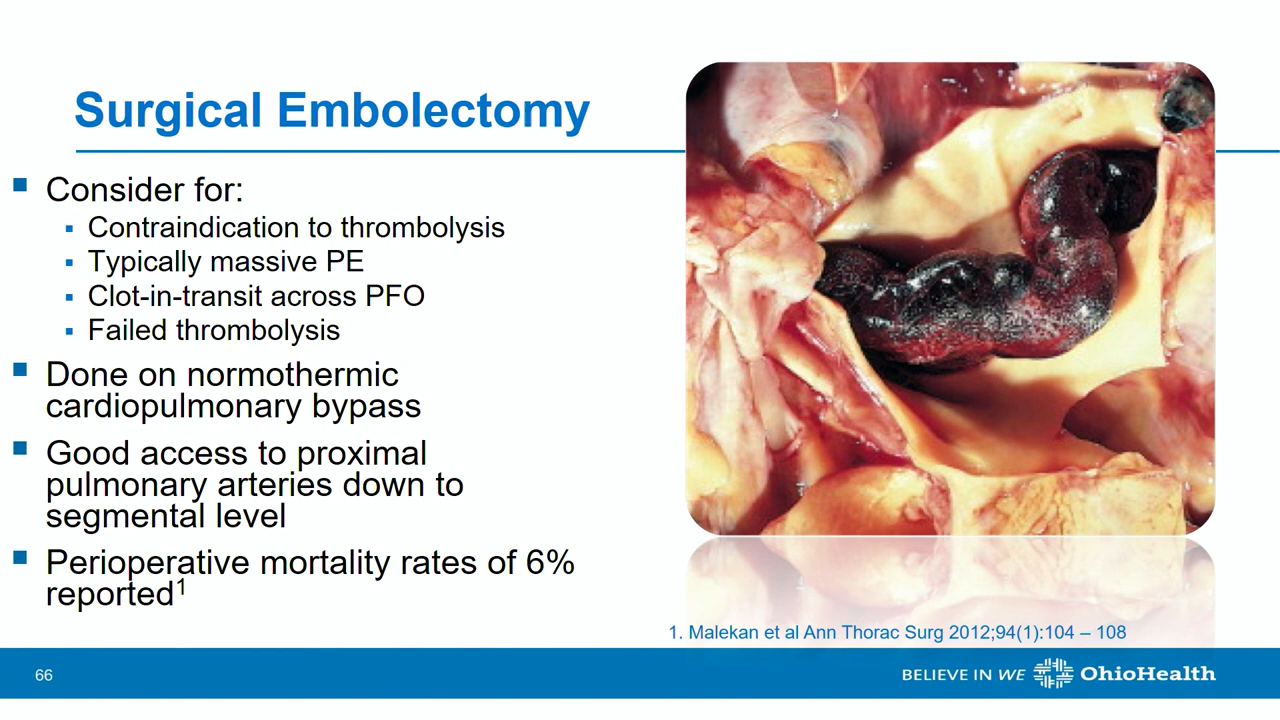 Surgical Embolectomy
▪ Consider for:
▪ Contraindication to thrombolysis
▪ Typically massive PE
▪ Clot-in-transit across PFO
▪ Failed thrombolysis
▪ Done on normothermic
cardiopulmonary bypass
▪ Good access to proximal
pulmonary arteries down to
segmental level
▪ Perioperative mortality rates of 6%
reported¹
1. Malekan et al Ann Thorac Surg 2012;94(1):104 – 108
66
BELIEVE IN WE OhioHealth